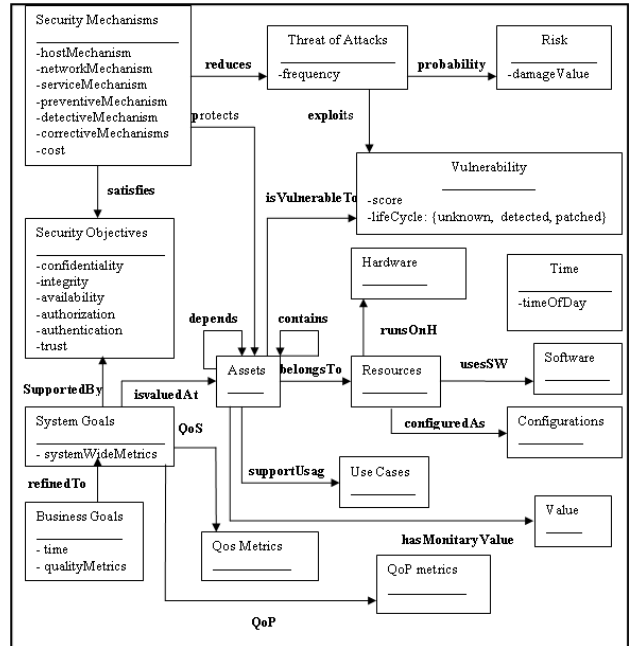 Security Mechanisms
-hostMechanism
-networkMechanism
-serviceMechanism
-preventiveMechanism
-detectiveMechanism
-correctiveMechanisms
-cost
reduces
Threat of Attacks
-frequency
probability
Risk
-damageValue
protects
exploits
satisfies
isVulnerableTo
Vulnerability
-score
-lifeCycle: {unknown, detected, patched}
Security Objectives
-confidentiality
-integrity
-availability
-authorization
-authentication
-trust
Hardware
Time
-timeOfDay
depends
contains
runsOnH
SupportedBy
isvaluedAt
Assets
belongsTo
Resources
usesSW
Software
System Goals
- systemWideMetrics
QoS
configuredAs
Configurations
refinedTo
supportUsag
Use Cases
Business Goals
- time
- qualityMetrics
Qos Metrics
hasMonitaryValue
Value
QoP metrics
QoP